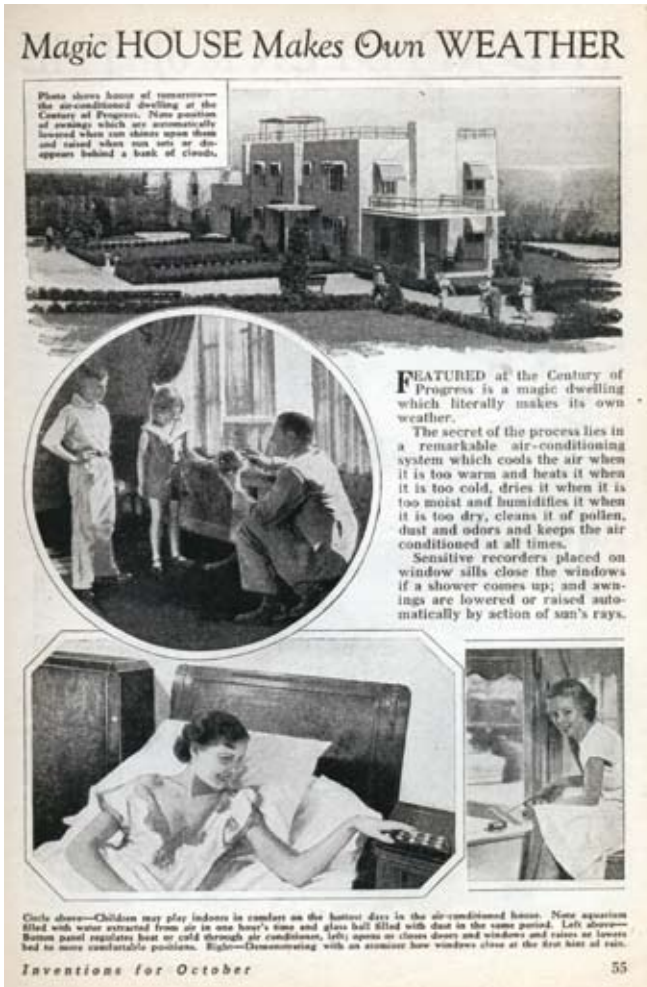 Magic HOUSE Makes Own WEATHER
Photo shows house of tomorrow—
the air-conditioned dwelling at the
Century of Progress. Note position
of awnings which are automatically
lowered when sun shines upon them
and raised when sun sets or dis-
appears behind a bank of clouds.
FEATURED at the Century of
Progress is a magic dwelling
which literally makes its own
weather.
The secret of the process lies in
a remarkable air-conditioning
system which cools the air when
it is too warm and heats it when
it is too cold, dries it when it is
too moist and humidifies it when
it is too dry, cleans it of pollen,
dust and odors and keeps the air
conditioned at all times.
Sensitive recorders placed on
window sills close the windows
if a shower comes up; and awn-
ings are lowered or raised auto-
matically by action of sun's rays.
Circle above—Children may play indoors in comfort on the hottest days in the air-conditioned house. Note aquarium
filled with water extracted from air in one hour's time and glass ball filled with dust in the same period. Left above—
Button panel regulates heat or cold through air conditioner, left; opens or closes doors and windows and raises or lowers
bed to more comfortable positions. Right—Demonstrating with an atomizer how windows close at the first hint of rain.
Inventions for October 55